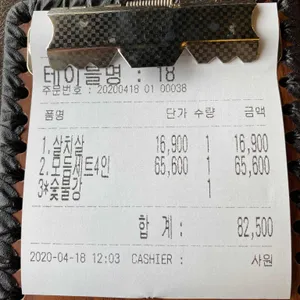 테이블명 : 18
주문번호 : 20200418 01 00038
품명 단가 수량 금액
1.삼치살 16,900 1 16,900
2.모듬세트4인 65,600 1 65,600
3*숯불강 1
합 계 : 82,500
2020-04-18 12:03 CASHIER : 사원